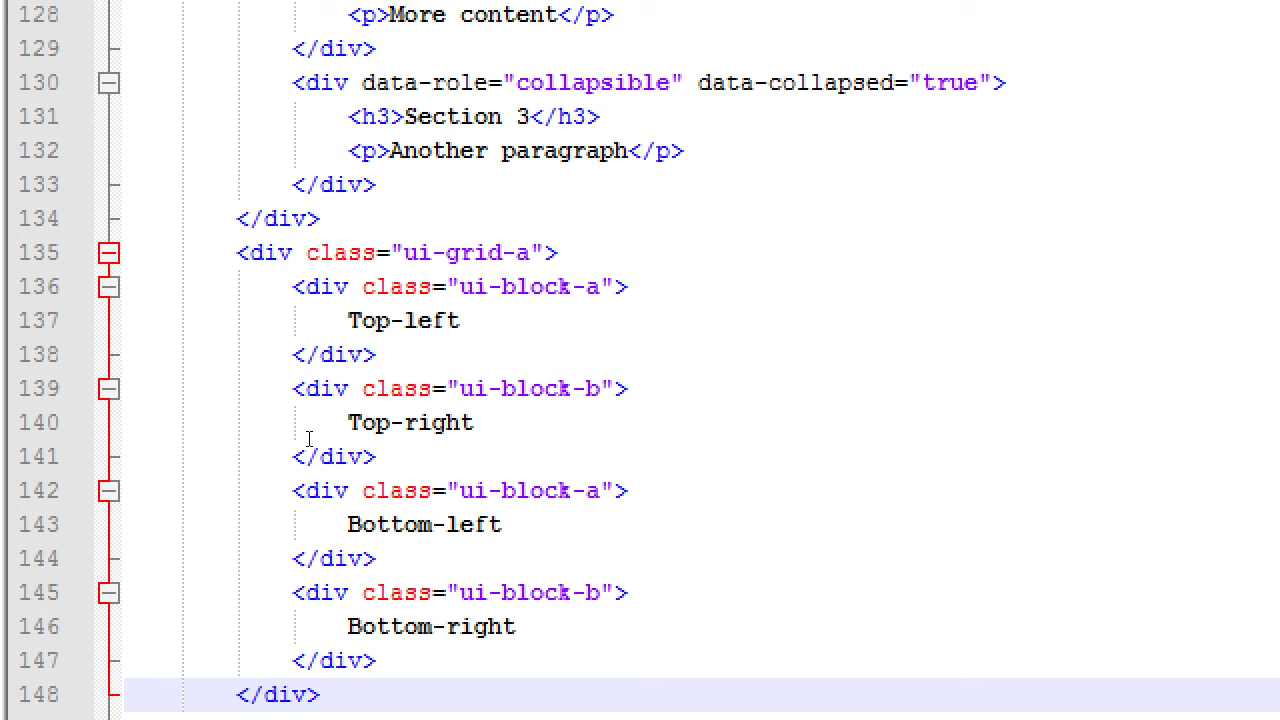 128 <p>More content</p>
129 </div>
130 <div data-role="collapsible" data-collapsed="true">
131 <h3>Section 3</h3>
132 <p>Another paragraph</p>
133 </div>
134 </div>
135 <div class="ui-grid-a">
136 <div class="ui-block-a">
137 Top-left
138 </div>
139 <div class="ui-block-b">
140 Top-right
141 </div>
142 <div class="ui-block-a">
143 Bottom-left
144 </div>
145 <div class="ui-block-b">
146 Bottom-right
147 </div>
148 </div>